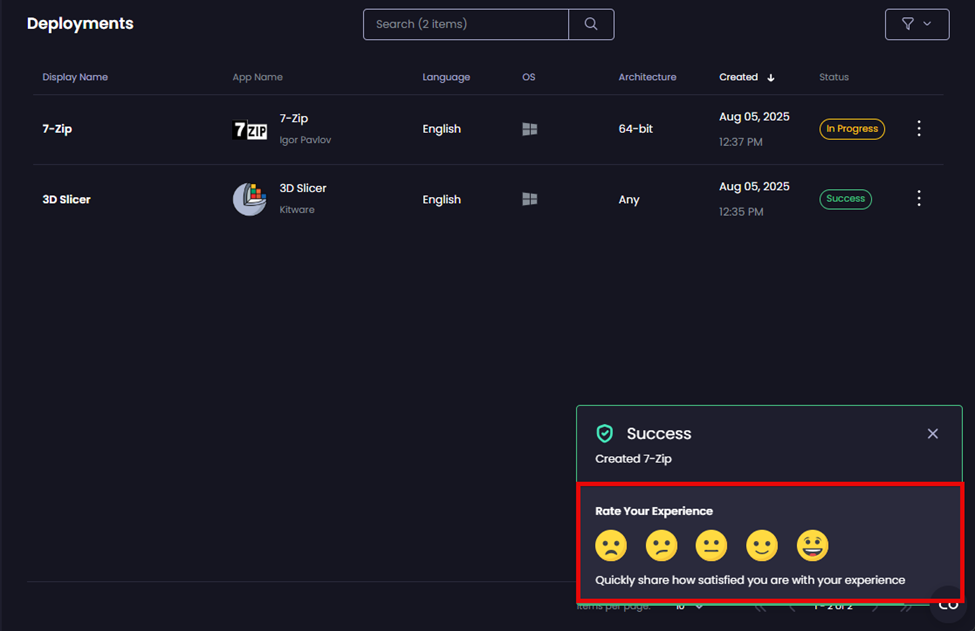 Deployments
Search (2 items)
Display Name App Name Language OS Architecture Created Status
7-Zip 7 ZIP 7-Zip Igor Pavlov English 64-bit Aug 05, 2025 12:37 PM In Progress
3D Slicer 3D Slicer Kitware English Any Aug 05, 2025 12:35 PM Success
Success
Created 7-Zip
Rate Your Experience
Quickly share how satisfied you are with your experience
Items per page: 10 1 - 2 of 2